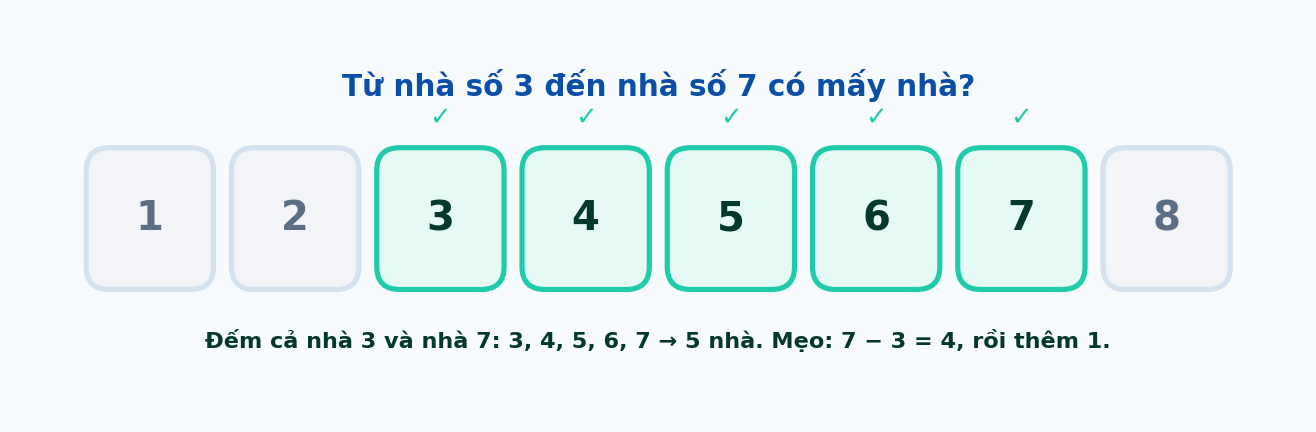 Từ nhà số 3 đến nhà số 7 có mấy nhà?
✓ ✓ ✓ ✓ ✓
1 2 3 4 5 6 7 8
Đếm cả nhà 3 và nhà 7: 3, 4, 5, 6, 7 → 5 nhà. Mẹo: 7 − 3 = 4, rồi thêm 1.